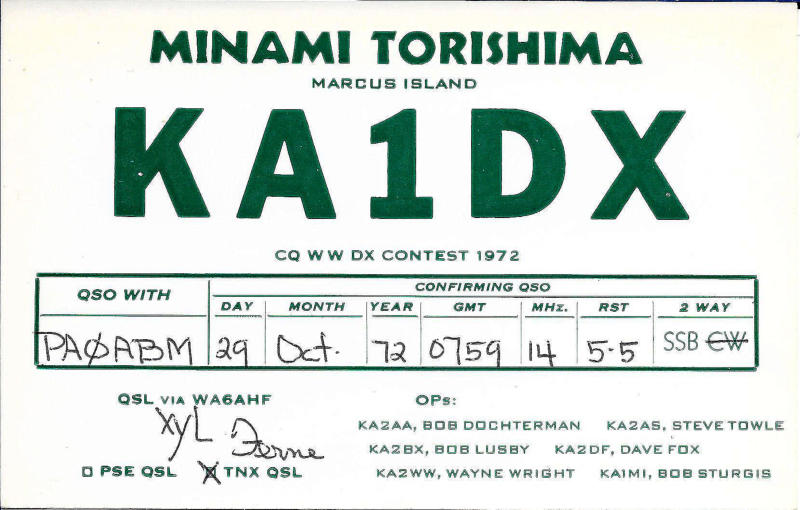 MINAMI TORISHIMA
MARCUS ISLAND
KA1DX
CQ WW DX CONTEST 1972
QSO WITH
CONFIRMING QSO
DAY MONTH YEAR GMT MHz. RST 2 WAY
PAØABM 29 Oct. 72 0759 14 5-5 SSB CW
QSL VIA WA6AHF
XYL Ferne
□ PSE QSL ☒ TNX QSL
OPs:
KA2AA, BOB DOCHTERMAN KA2AS, STEVE TOWLE
KA2BX, BOB LUSBY KA2DF, DAVE FOX
KA2WW, WAYNE WRIGHT KA1MI, BOB STURGIS